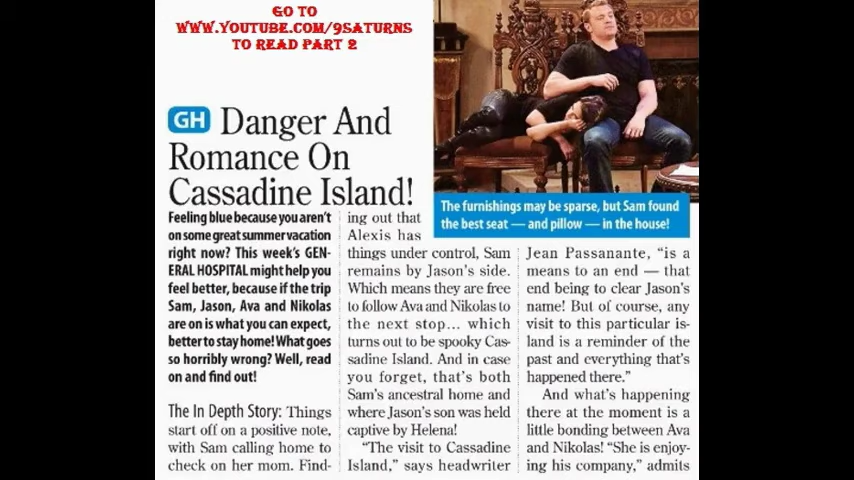 GO TO
WWW.YOUTUBE.COM/9SATURNS
TO READ PART 2
GH Danger And
Romance On
Cassadine Island!
The furnishings may be sparse, but Sam found
the best seat — and pillow — in the house!
Feeling blue because you aren't
on some great summer vacation
right now? This week's GEN-
ERAL HOSPITAL might help you
feel better, because if the trip
Sam, Jason, Ava and Nikolas
are on is what you can expect,
better to stay home! What goes
so horribly wrong? Well, read
on and find out!
The In Depth Story: Things
start off on a positive note,
with Sam calling home to
check on her mom. Find-
ing out that
Alexis has
things under control, Sam
remains by Jason's side.
Which means they are free
to follow Ava and Nikolas to
the next stop... which
turns out to be spooky Cas-
sadine Island. And in case
you forget, that's both
Sam's ancestral home and
where Jason's son was held
captive by Helena!
"The visit to Cassadine
Island," says headwriter
Jean Passanante, "is a
means to an end — that
end being to clear Jason's
name! But of course, any
visit to this particular is-
land is a reminder of the
past and everything that's
happened there."
And what's happening
there at the moment is a
little bonding between Ava
and Nikolas! "She is enjoy-
ing his company," admits